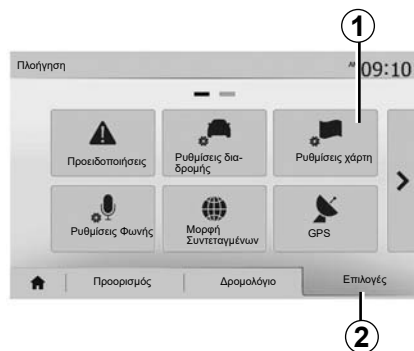 1
Πλοήγηση
09:10
Προειδοποιήσεις
Ρυθμίσεις δια-
δρομής
Ρυθμίσεις χάρτη
Ρυθμίσεις Φωνής
Μορφή
Συντεταγμένων
GPS
Προορισμός
Δρομολόγιο
Επιλογές
2